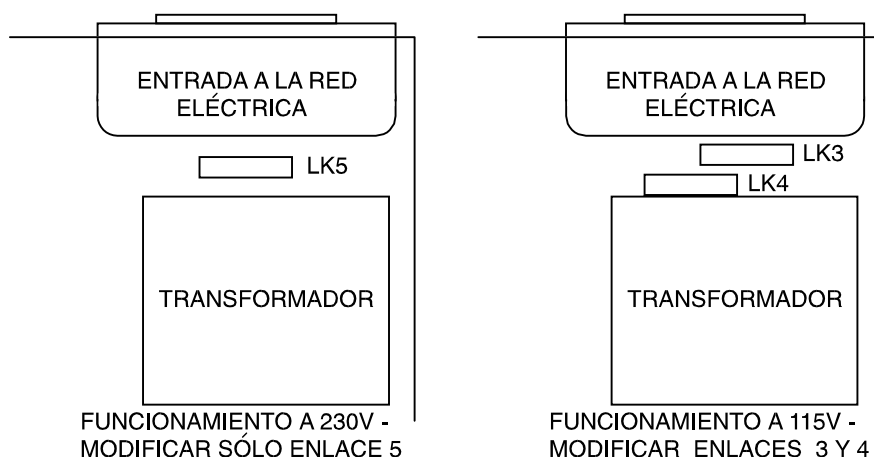 ENTRADA A LA RED
ELÉCTRICA
LK5
TRANSFORMADOR
FUNCIONAMIENTO A 230V -
MODIFICAR SÓLO ENLACE 5
ENTRADA A LA RED
ELÉCTRICA
LK3
LK4
TRANSFORMADOR
FUNCIONAMIENTO A 115V -
MODIFICAR ENLACES 3 Y 4